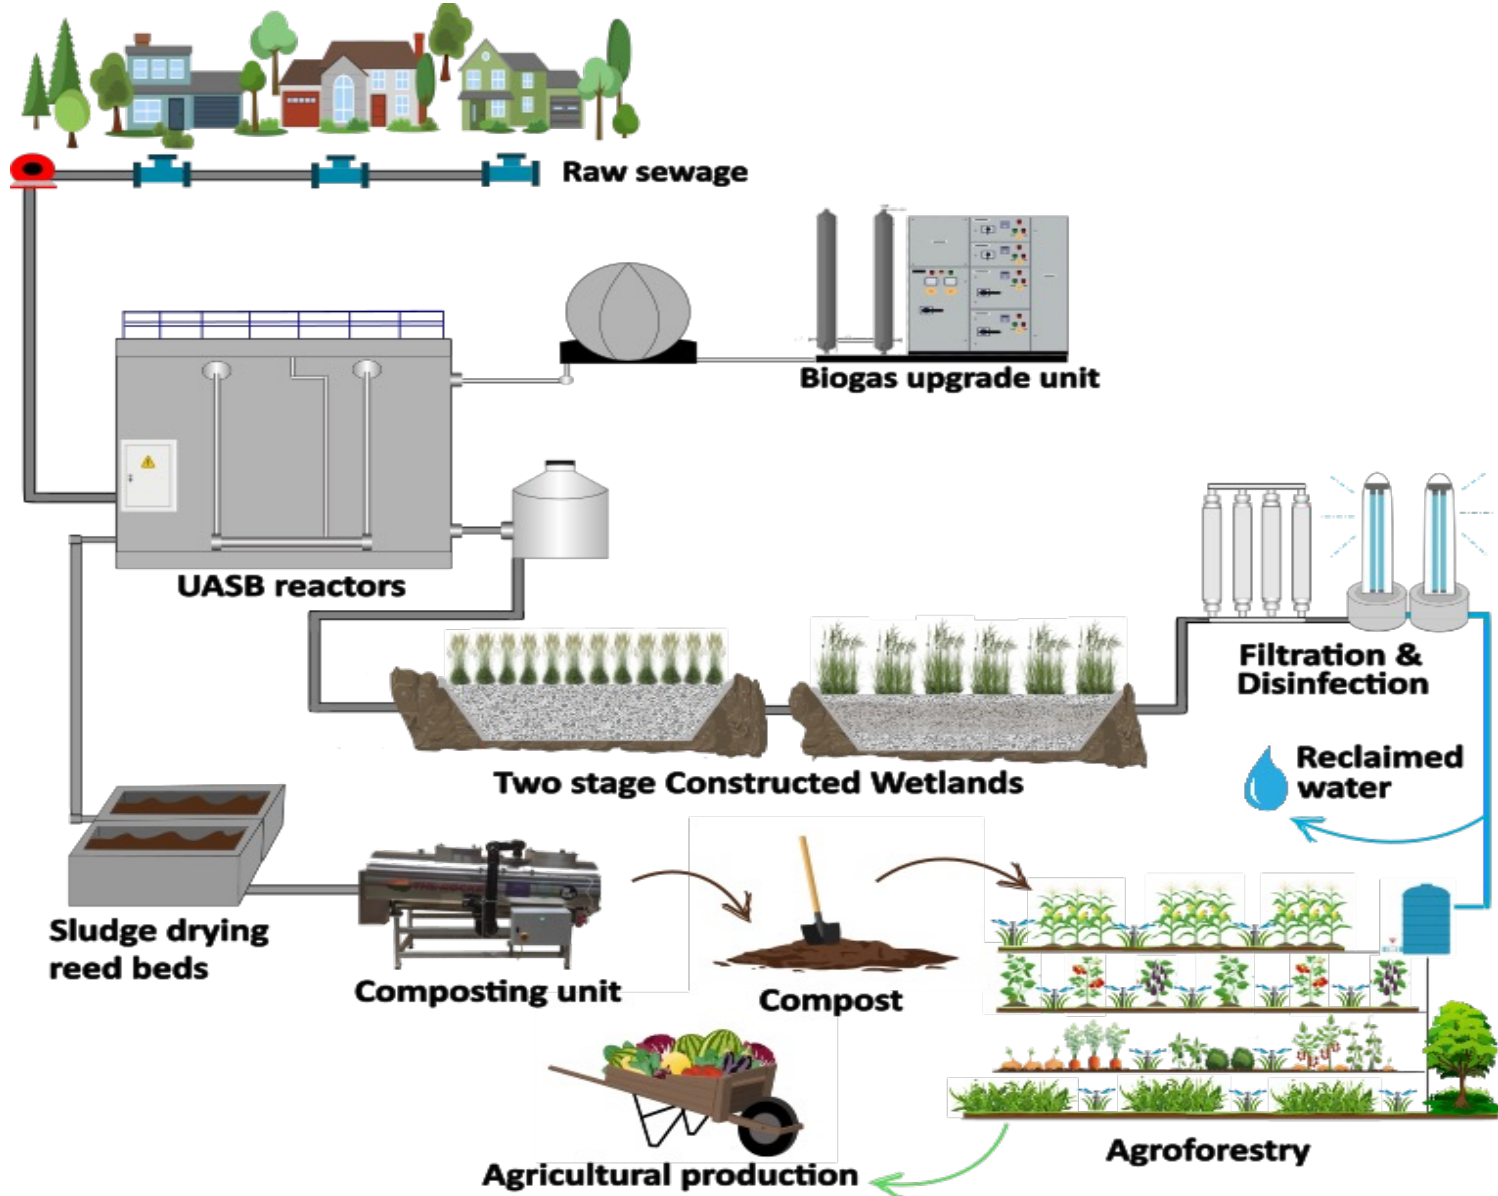 Raw sewage
Biogas upgrade unit
UASB reactors
Filtration &
Disinfection
Reclaimed
water
Two stage Constructed Wetlands
Sludge drying
reed beds
Composting unit
Compost
Agroforestry
Agricultural production